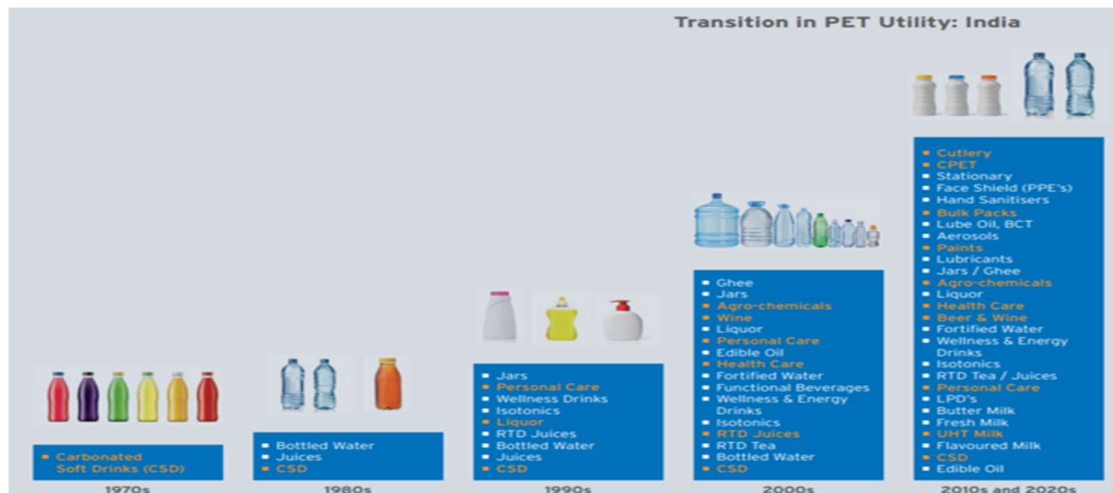 Transition in PET Utility: India
Carbonated
Soft Drinks (CSD)
1970s
Bottled Water
Juices
CSD
1980s
Jars
Personal Care
Wellness Drinks
Isotonics
Liquor
RTD Juices
Bottled Water
Juices
CSD
1990s
Ghee
Jars
Agro-chemicals
Wine
Liquor
Personal Care
Edible Oil
Health Care
Fortified Water
Functional Beverages
Wellness & Energy
Drinks
Isotonics
RTD Juices
RTD Tea
Bottled Water
CSD
2000s
Cutlery
CPET
Stationary
Face Shield (PPE's)
Hand Sanitisers
Bulk Packs
Lube Oil, BCT
Aerosols
Paints
Lubricants
Jars / Ghee
Agro-chemicals
Liquor
Health Care
Beer & Wine
Fortified Water
Wellness & Energy
Drinks
Isotonics
RTD Tea / Juices
Personal Care
LPD's
Butter Milk
Fresh Milk
UHT Milk
Flavoured Milk
CSD
Edible Oil
2010s and 2020s